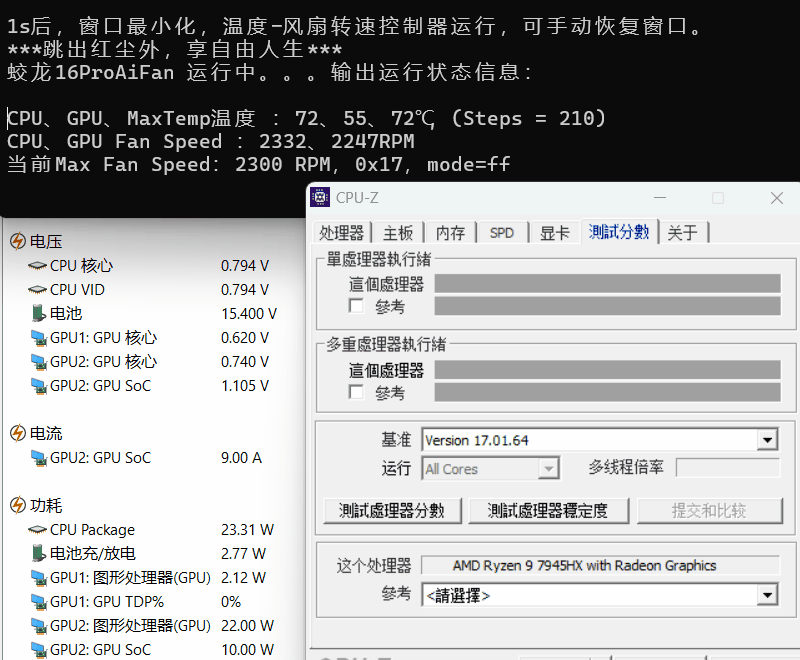 1s后，窗口最小化，温度-风扇转速控制器运行，可手动恢复窗口。
***跳出红尘外，享自由人生***
蛟龙16ProAiFan 运行中。。。输出运行状态信息：
CPU、GPU、MaxTemp温度 ：72、55、72℃ (Steps = 210)
CPU、GPU Fan Speed ：2332、2247RPM
当前Max Fan Speed: 2300 RPM, 0x17, mode=ff
电压
CPU 核心 0.794 V
CPU VID 0.794 V
电池 15.400 V
GPU1: GPU 核心 0.620 V
GPU2: GPU 核心 0.740 V
GPU2: GPU SoC 1.105 V
电流
GPU2: GPU SoC 9.00 A
功耗
CPU Package 23.31 W
电池充/放电 2.77 W
GPU1: 图形处理器(GPU) 2.12 W
GPU1: GPU TDP% 0%
GPU2: 图形处理器(GPU) 22.00 W
GPU2: GPU SoC 10.00 W
CPU-Z
处理器 主板 内存 SPD 显卡 測試分數 关于
單處理器執行緒
這個處理器
參考
多重處理器執行緒
這個處理器
參考
基准 Version 17.01.64
运行 All Cores 多线程倍率
測試處理器分數 測試處理器穩定度 提交和比较
这个处理器 AMD Ryzen 9 7945HX with Radeon Graphics
參考 <請選擇>